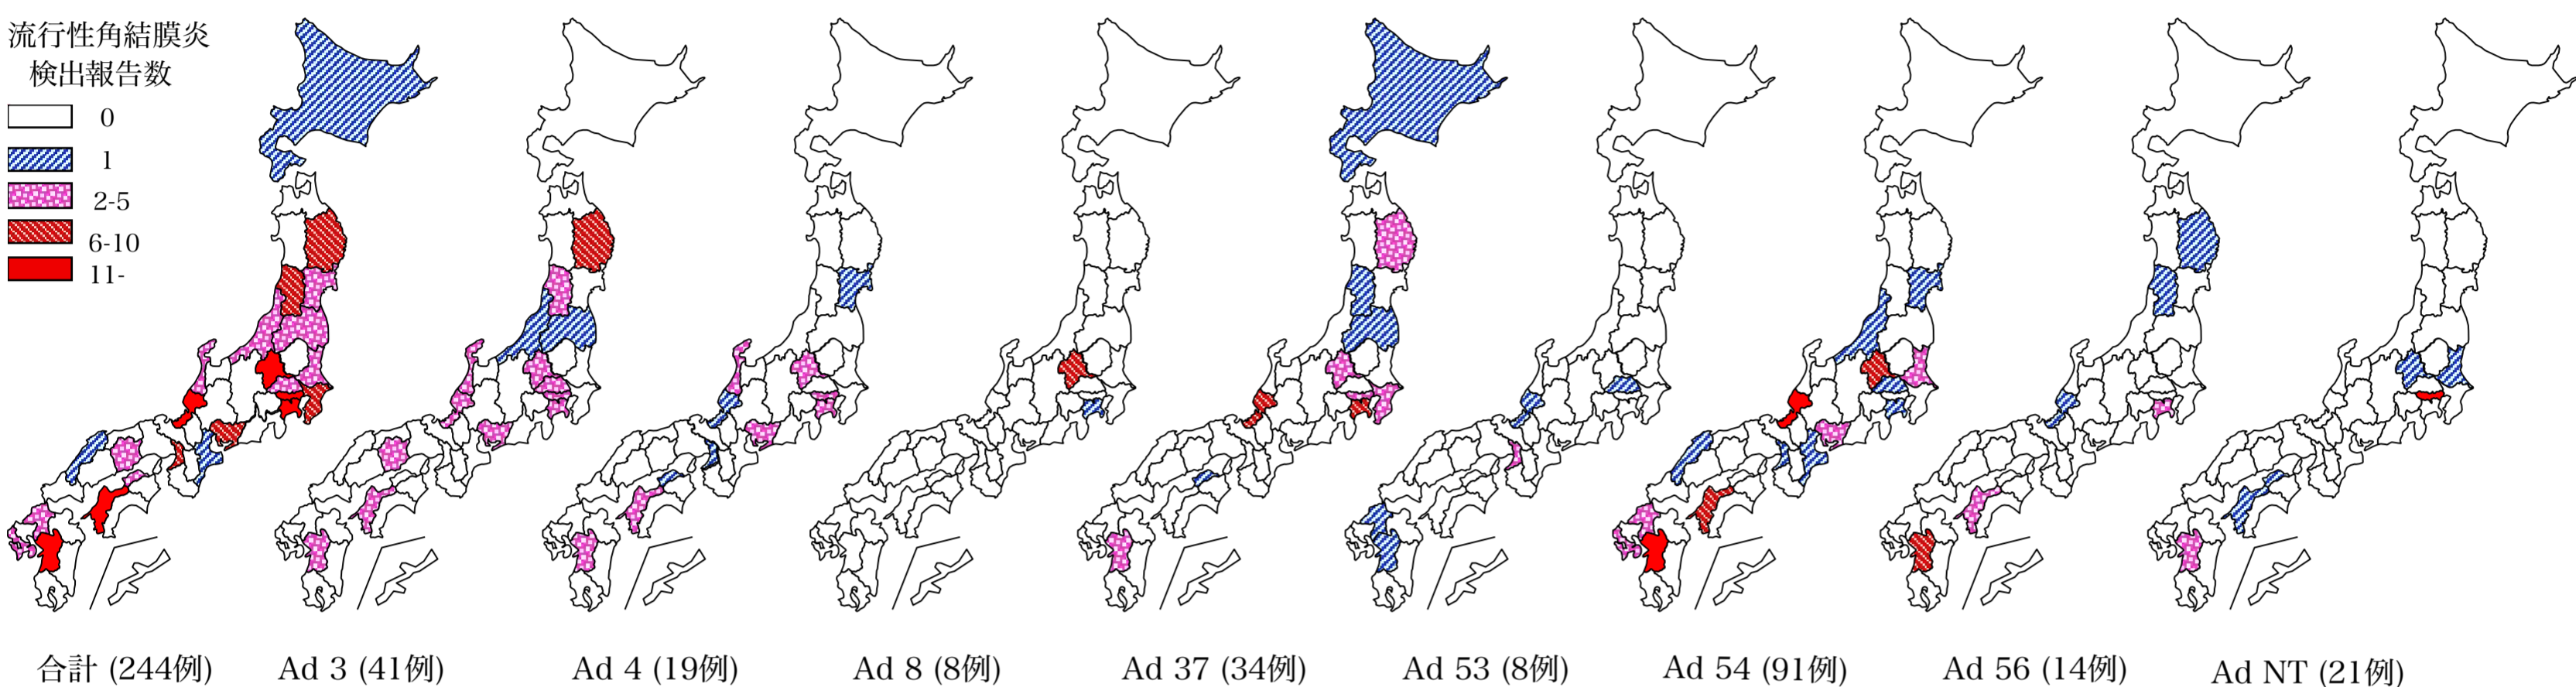 流行性角結膜炎
検出報告数
0
1
2-5
6-10
11-
合計 (244例)
Ad 3 (41例)
Ad 4 (19例)
Ad 8 (8例)
Ad 37 (34例)
Ad 53 (8例)
Ad 54 (91例)
Ad 56 (14例)
Ad NT (21例)